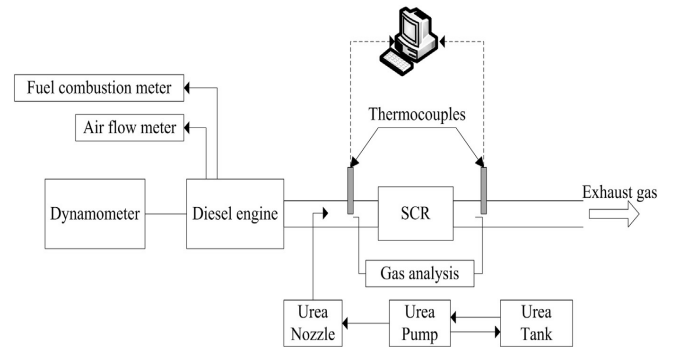 Fuel combustion meter
Air flow meter
Thermocouples
Dynamometer
Diesel engine
SCR
Exhaust gas
Gas analysis
Urea
Nozzle
Urea
Pump
Urea
Tank